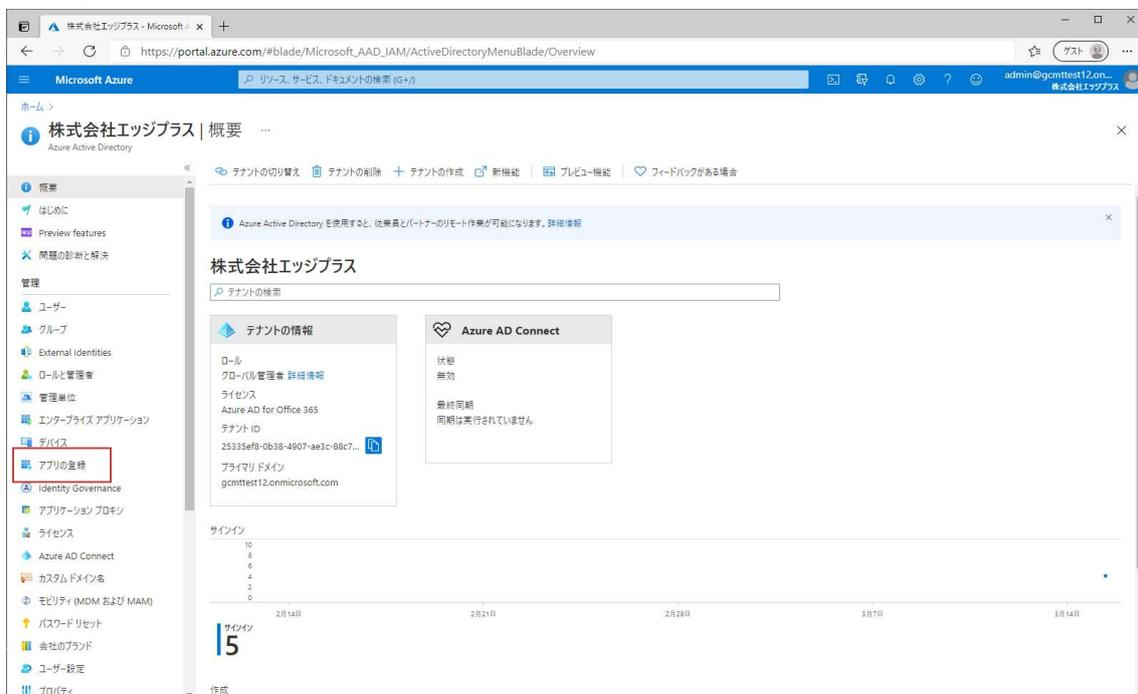 株式会社エッジプラス - Microsoft A
https://portal.azure.com/#blade/Microsoft_AAD_IAM/ActiveDirectoryMenuBlade/Overview
ゲスト
Microsoft Azure
リソース、サービス、ドキュメントの検索 (G+/)
admin@gcmttest12.on...
株式会社エッジプラス
ホーム >
株式会社エッジプラス | 概要 ...
Azure Active Directory
テナントの切り替え テナントの削除 テナントの作成 新機能 プレビュー機能 フィードバックがある場合
概要
はじめに
Preview features
問題の診断と解決
管理
ユーザー
グループ
External Identities
ロールと管理者
管理単位
エンタープライズ アプリケーション
デバイス
アプリの登録
Identity Governance
アプリケーション プロキシ
ライセンス
Azure AD Connect
カスタム ドメイン名
モビリティ (MDM および MAM)
パスワード リセット
会社のブランド
ユーザー設定
プロパティ
Azure Active Directory を使用すると、従業員とパートナーのリモート作業が可能になります。詳細情報
株式会社エッジプラス
テナントの検索
テナントの情報
ロール
グローバル管理者 詳細情報
ライセンス
Azure AD for Office 365
テナント ID
25335ef8-0b38-4907-ae3c-88c7...
プライマリ ドメイン
gcmttest12.onmicrosoft.com
Azure AD Connect
状態
無効
最終同期
同期は実行されていません
サインイン
10
8
6
4
2
0
2月14日 2月21日 2月28日 3月7日 3月14日
サインイン
5
作成